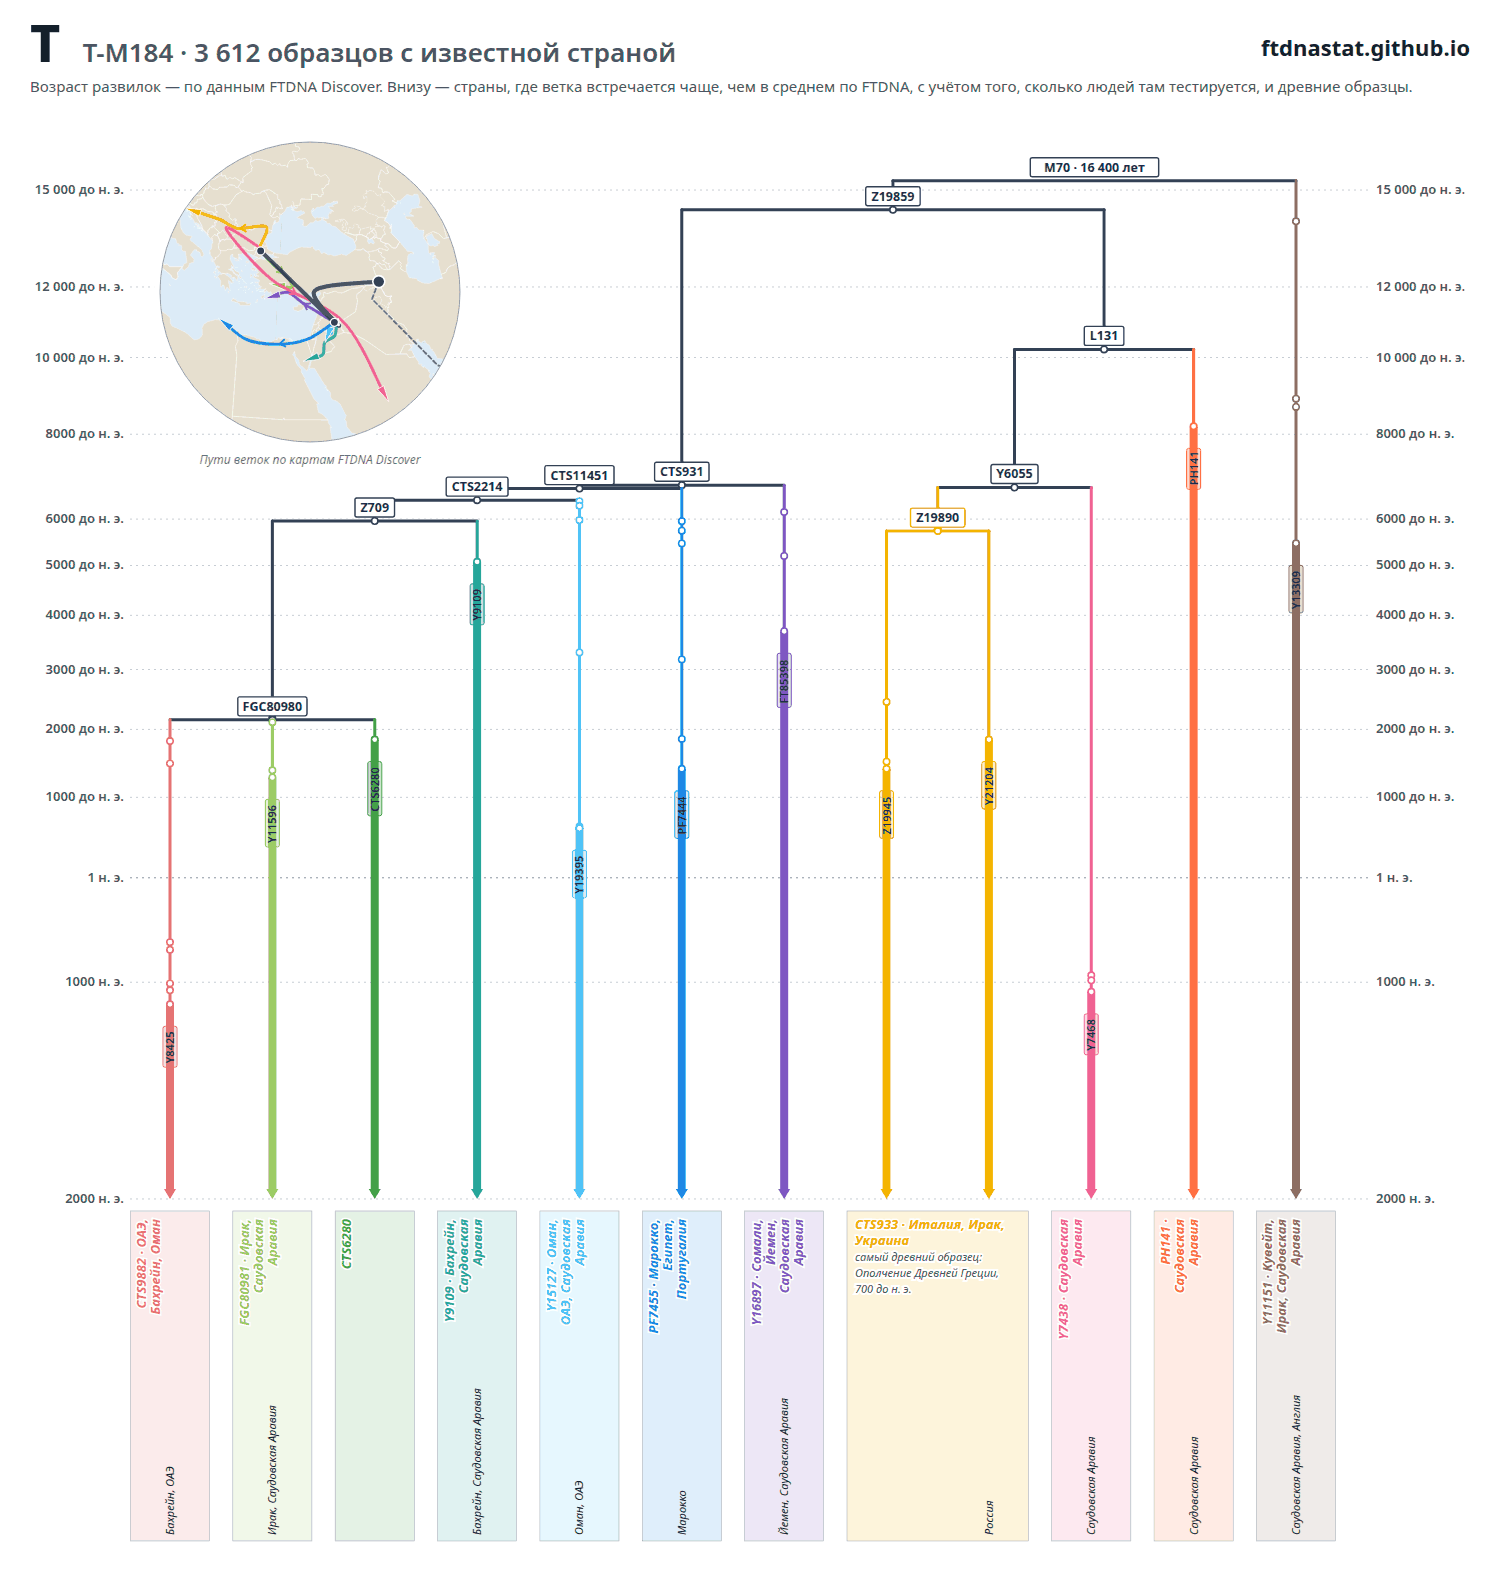 T
T-M184 · 3 612 образцов с известной страной
ftdnastat.github.io
Возраст развилок — по данным FTDNA Discover. Внизу — страны, где ветка встречается чаще, чем в среднем по FTDNA, с учётом того, сколько людей там тестируется, и древние образцы.
M70 · 16 400 лет
15 000 до н. э.
Z19859
15 000 до н. э.
12 000 до н. э.
12 000 до н. э.
L131
10 000 до н. э.
10 000 до н. э.
8000 до н. э.
8000 до н. э.
Пути веток по картам FTDNA Discover
PH141
CTS931
CTS11451
Y6055
CTS2214
Z709
Z19890
6000 до н. э.
6000 до н. э.
5000 до н. э.
5000 до н. э.
Y9109
Y13309
4000 до н. э.
4000 до н. э.
3000 до н. э.
FT85398
3000 до н. э.
FGC80980
2000 до н. э.
2000 до н. э.
CTS6280
Y21204
1000 до н. э.
1000 до н. э.
Y11596
PF7444
Z19945
Y19395
1 н. э.
1 н. э.
1000 н. э.
1000 н. э.
Y8425
Y7468
2000 н. э.
2000 н. э.
CTS9882 · ОАЭ,
Бахрейн, Оман
Бахрейн, ОАЭ
FGC80981 · Ирак,
Саудовская
Аравия
Ирак, Саудовская Аравия
CTS6280
Y9109 · Бахрейн,
Саудовская
Аравия
Бахрейн, Саудовская Аравия
Y15127 · Оман,
ОАЭ, Саудовская
Аравия
Оман, ОАЭ
PF7455 · Марокко,
Египет,
Португалия
Марокко
Y16897 · Сомали,
Йемен,
Саудовская
Аравия
Йемен, Саудовская Аравия
CTS933 · Италия, Ирак,
Украина
самый древний образец:
Ополчение Древней Греции,
700 до н. э.
Россия
Y7438 · Саудовская
Аравия
Саудовская Аравия
PH141 ·
Саудовская
Аравия
Саудовская Аравия
Y11151 · Кувейт,
Ирак, Саудовская
Аравия
Саудовская Аравия, Англия